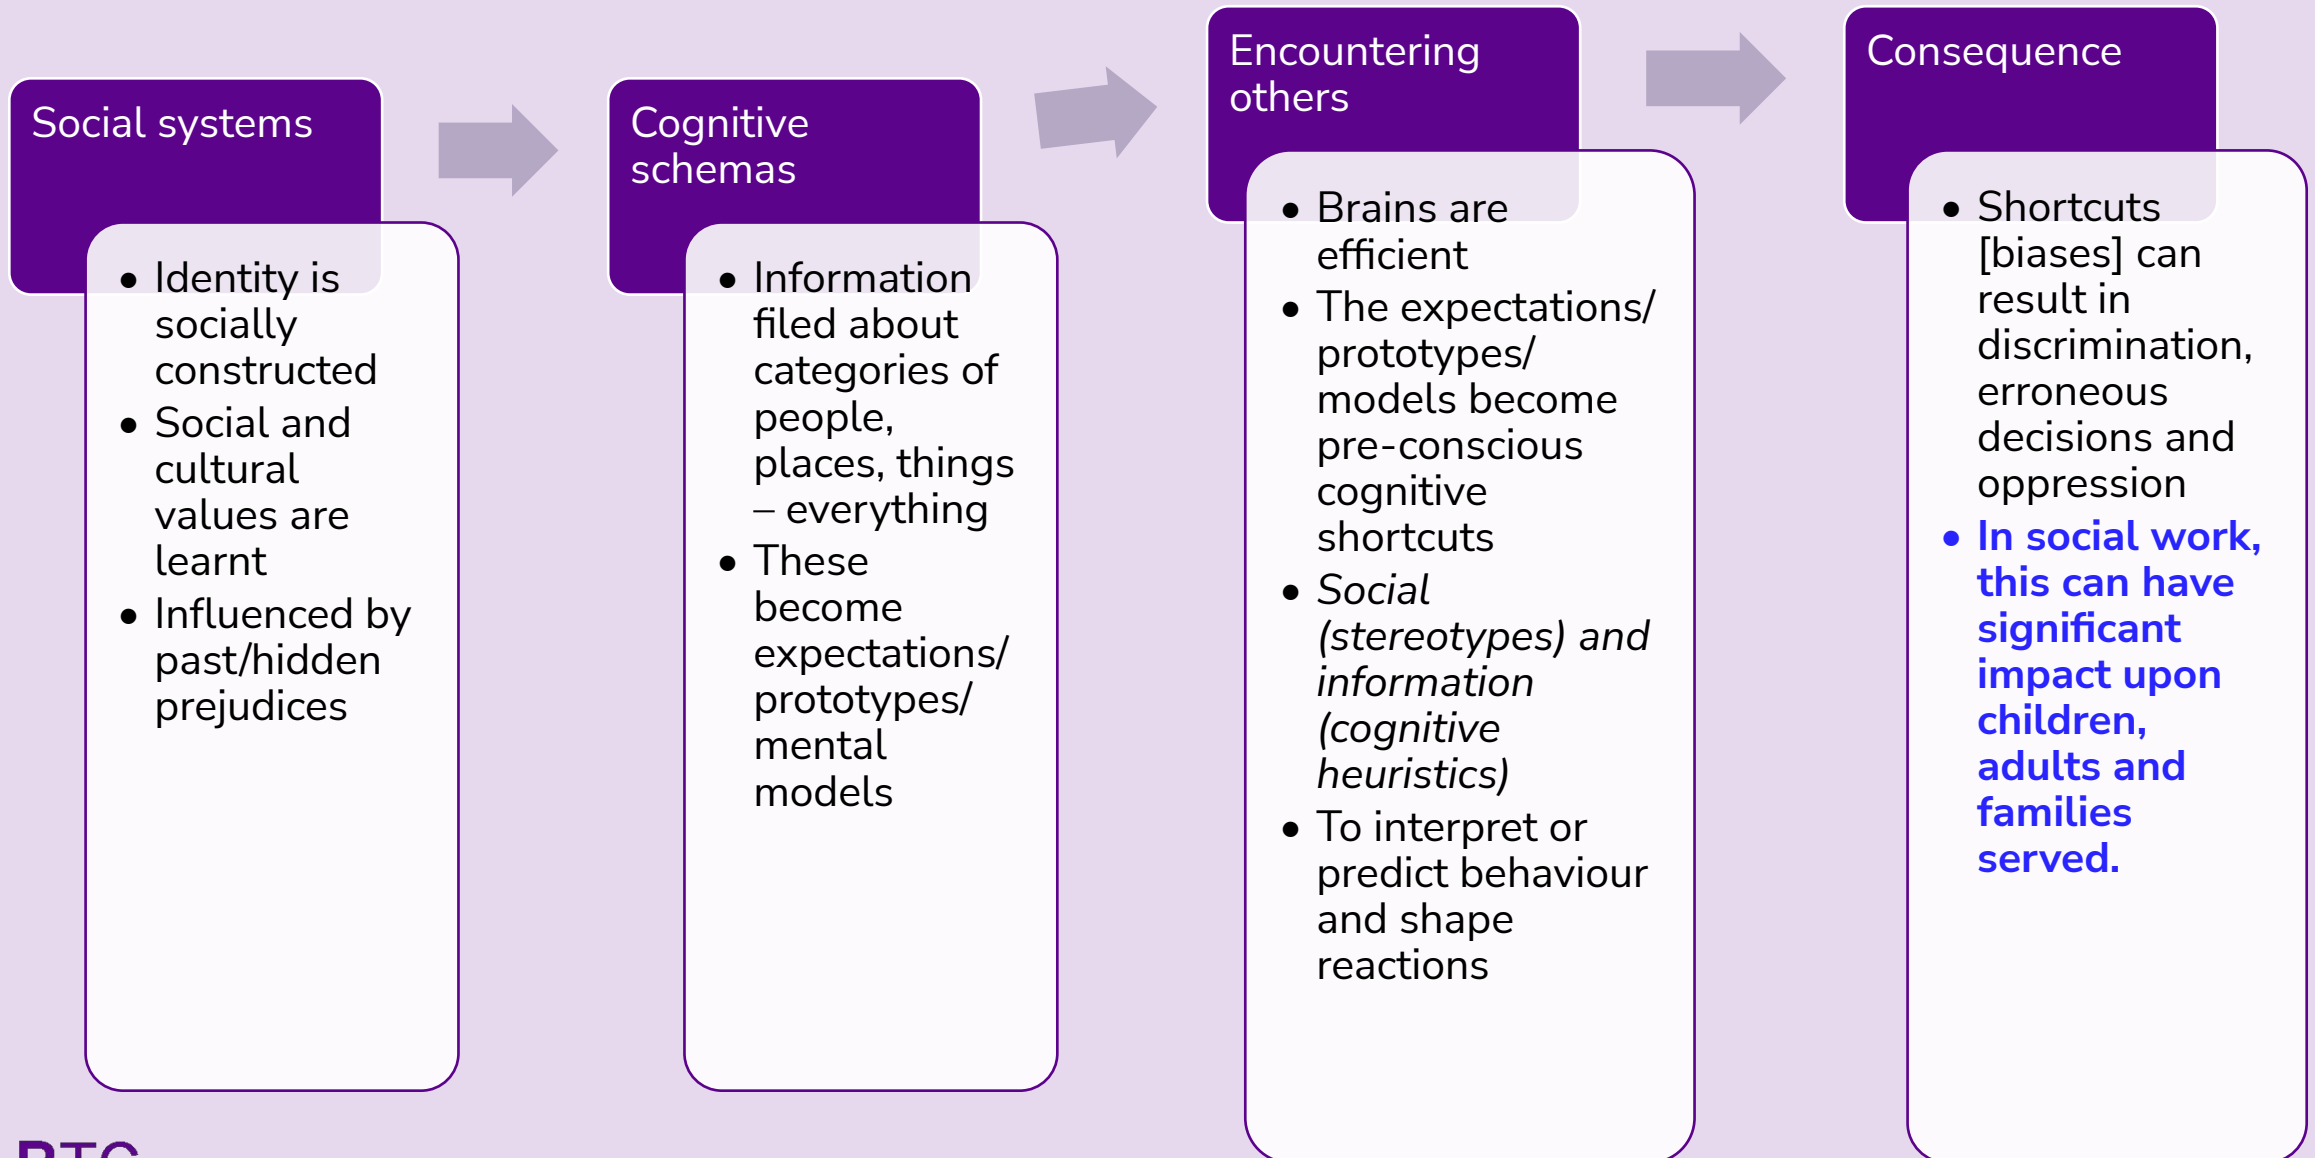 Social systems
• Identity is
socially
constructed
• Social and
cultural
values are
learnt
• Influenced by
past/hidden
prejudices
Cognitive
schemas
• Information
filed about
categories of
people,
places, things
– everything
• These
become
expectations/
prototypes/
mental
models
Encountering
others
• Brains are
efficient
• The expectations/
prototypes/
models become
pre-conscious
cognitive
shortcuts
• Social
(stereotypes) and
information
(cognitive
heuristics)
• To interpret or
predict behaviour
and shape
reactions
Consequence
• Shortcuts
[biases] can
result in
discrimination,
erroneous
decisions and
oppression
• In social work,
this can have
significant
impact upon
children,
adults and
families
served.